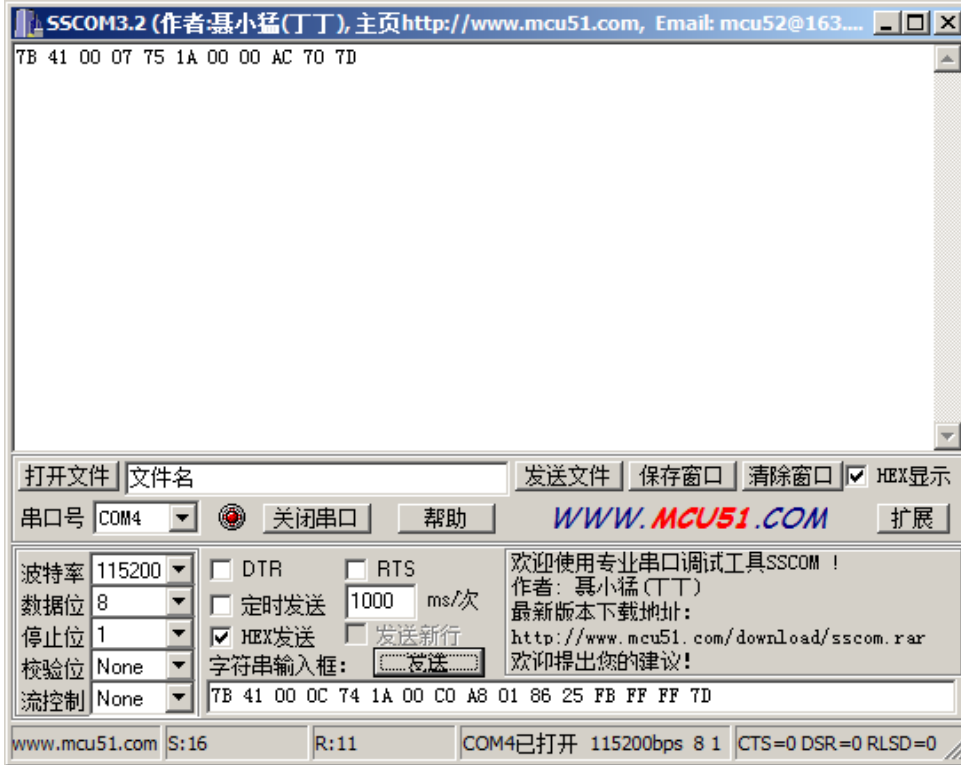 SSCOM3.2 (作者:聂小猛(丁丁), 主页http://www.mcu51.com, Email: mcu52@163....
7B 41 00 07 75 1A 00 00 AC 70 7D
打开文件 文件名 发送文件 保存窗口 清除窗口 HEX显示
串口号 COM4 关闭串口 帮助 WWW.MCU51.COM 扩展
波特率 115200 DTR RTS
数据位 8 定时发送 1000 ms/次
停止位 1 HEX发送 发送新行
校验位 None 字符串输入框: 发送
流控制 None 7B 41 00 0C 74 1A 00 C0 A8 01 86 25 FB FF FF 7D
欢迎使用专业串口调试工具SSCOM !
作者: 聂小猛(丁丁)
最新版本下载地址:
http://www.mcu51.com/download/sscom.rar
欢迎提出您的建议!
www.mcu51.com S:16 R:11 COM4已打开 115200bps 8 1 CTS=0 DSR=0 RLSD=0